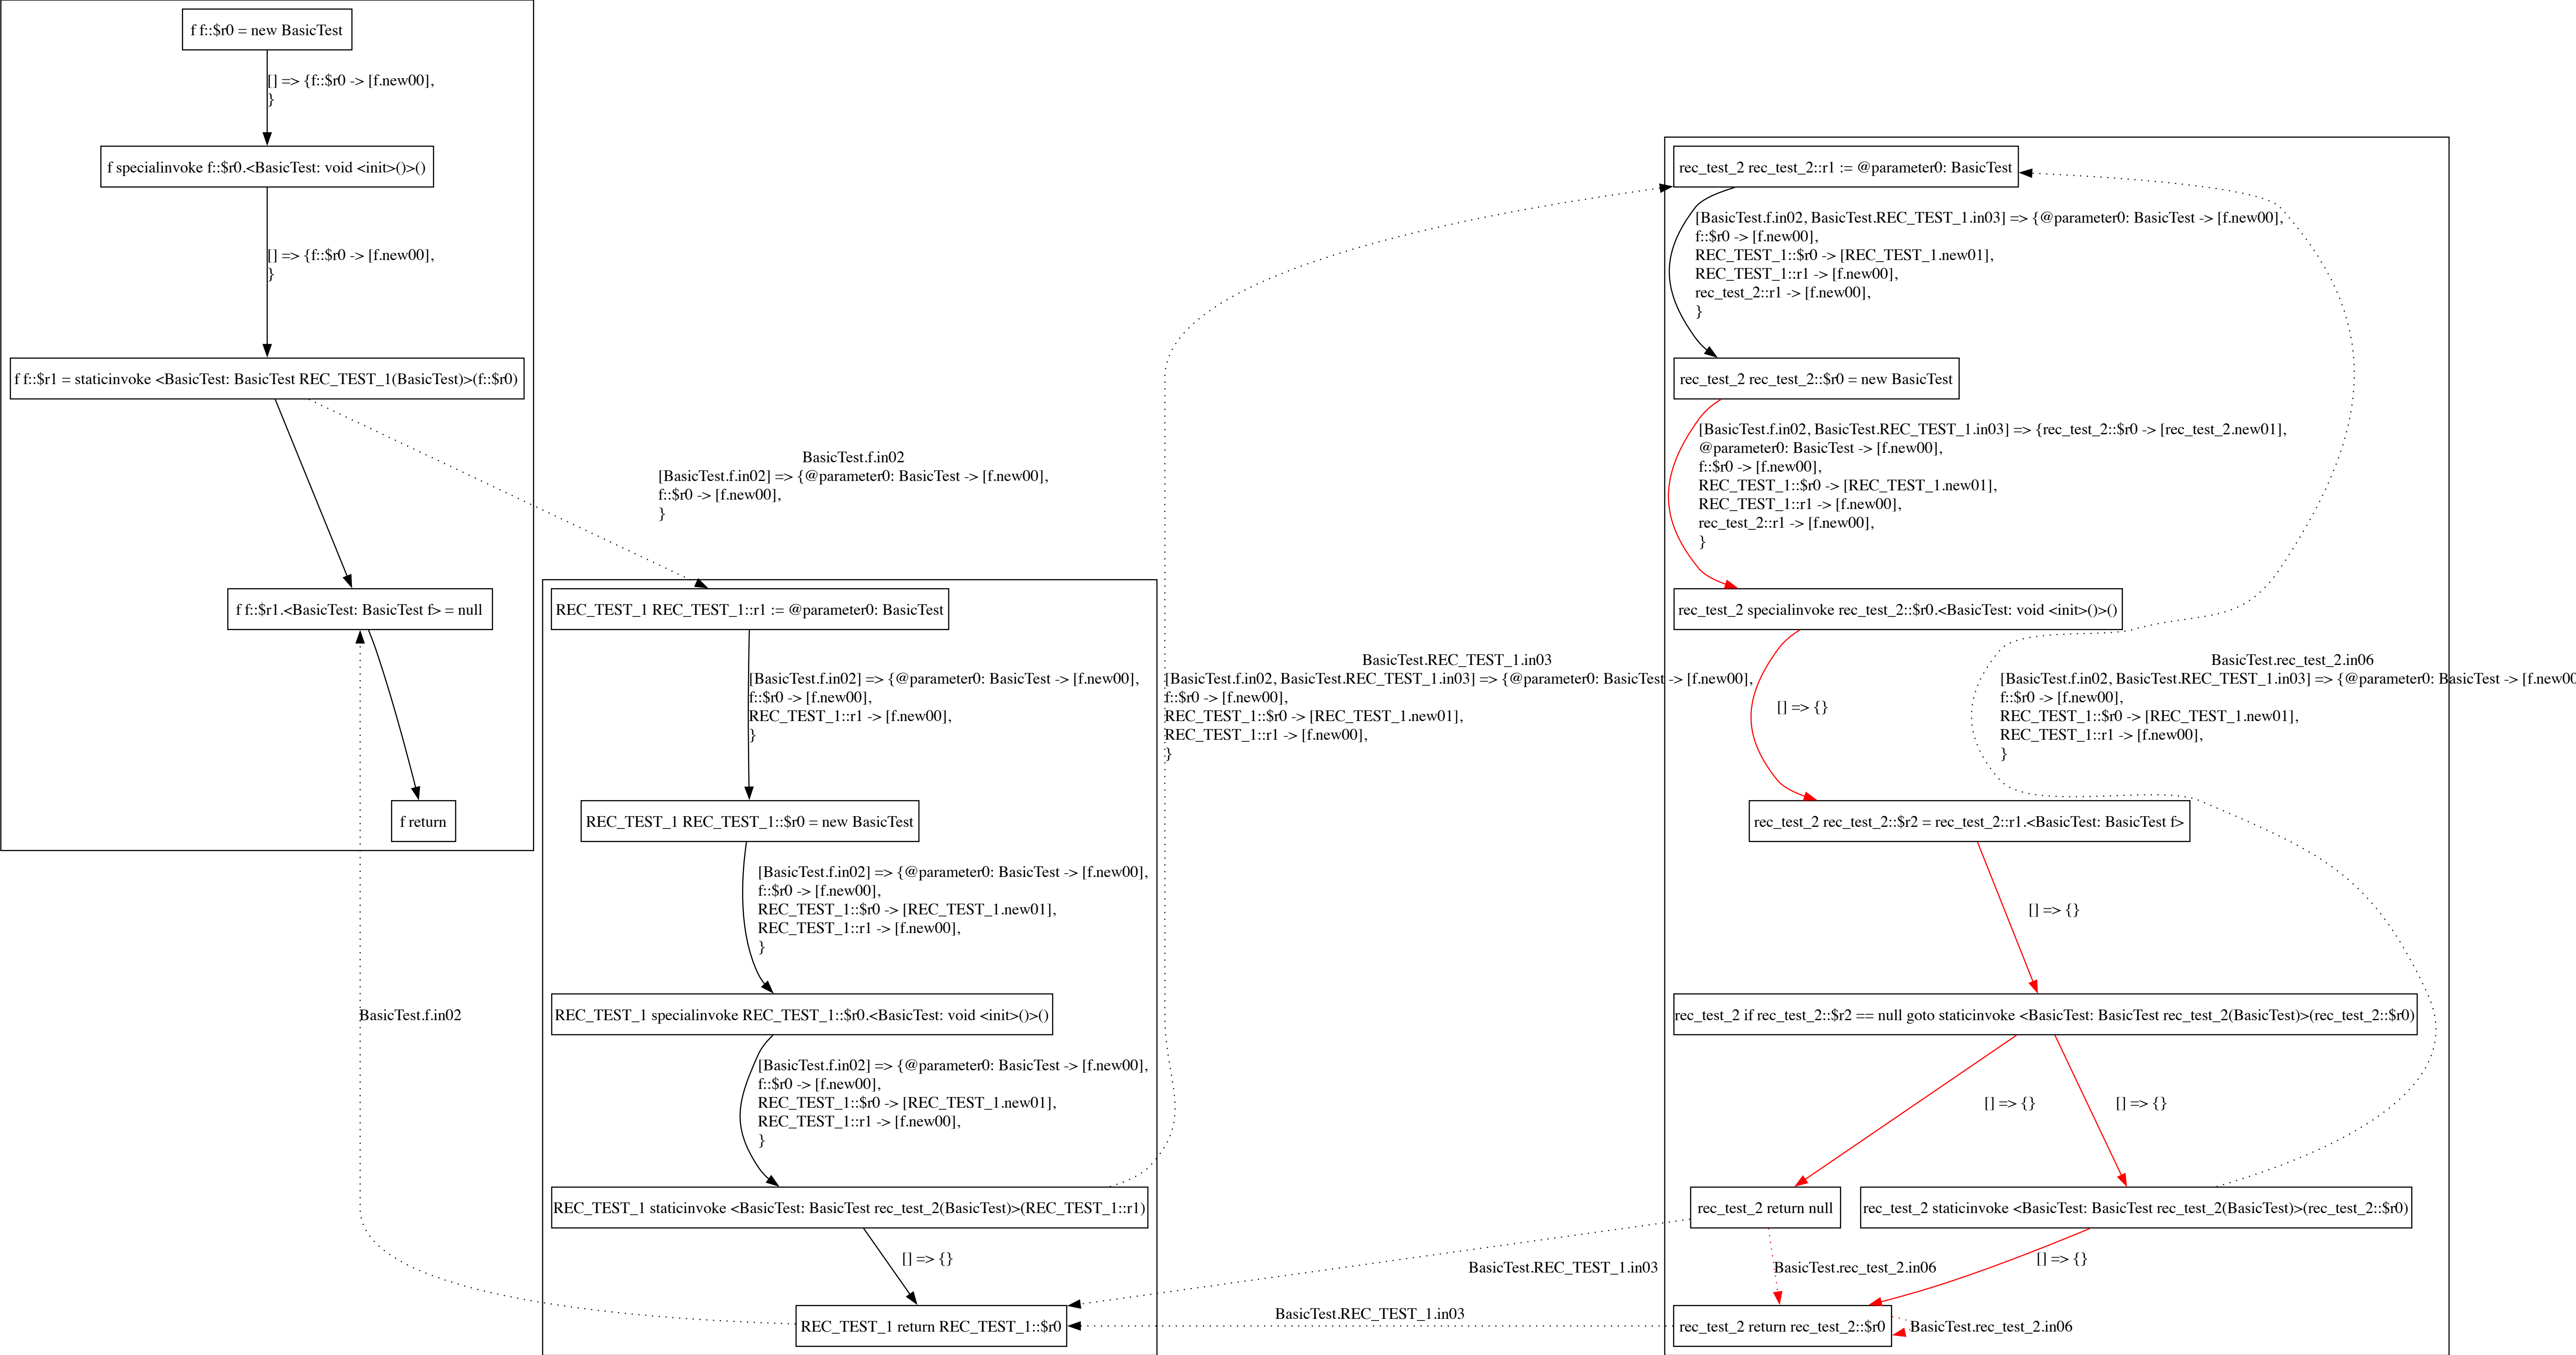 f f::$r0 = new BasicTest
[] => {f::$r0 -> [f.new00],
}
f specialinvoke f::$r0.<BasicTest: void <init>()>()
[] => {f::$r0 -> [f.new00],
}
f f::$r1 = staticinvoke <BasicTest: BasicTest REC_TEST_1(BasicTest)>(f::$r0)
f f::$r1.<BasicTest: BasicTest f> = null
f return
BasicTest.f.in02
BasicTest.f.in02
[BasicTest.f.in02] => {@parameter0: BasicTest -> [f.new00],
f::$r0 -> [f.new00],
}
REC_TEST_1 REC_TEST_1::r1 := @parameter0: BasicTest
[BasicTest.f.in02] => {@parameter0: BasicTest -> [f.new00],
f::$r0 -> [f.new00],
REC_TEST_1::r1 -> [f.new00],
}
REC_TEST_1 REC_TEST_1::$r0 = new BasicTest
[BasicTest.f.in02] => {@parameter0: BasicTest -> [f.new00],
f::$r0 -> [f.new00],
REC_TEST_1::$r0 -> [REC_TEST_1.new01],
REC_TEST_1::r1 -> [f.new00],
}
REC_TEST_1 specialinvoke REC_TEST_1::$r0.<BasicTest: void <init>()>()
[BasicTest.f.in02] => {@parameter0: BasicTest -> [f.new00],
f::$r0 -> [f.new00],
REC_TEST_1::$r0 -> [REC_TEST_1.new01],
REC_TEST_1::r1 -> [f.new00],
}
REC_TEST_1 staticinvoke <BasicTest: BasicTest rec_test_2(BasicTest)>(REC_TEST_1::r1)
[] => {}
REC_TEST_1 return REC_TEST_1::$r0
BasicTest.REC_TEST_1.in03
[BasicTest.f.in02, BasicTest.REC_TEST_1.in03] => {@parameter0: BasicTest -> [f.new00],
f::$r0 -> [f.new00],
REC_TEST_1::$r0 -> [REC_TEST_1.new01],
REC_TEST_1::r1 -> [f.new00],
}
BasicTest.REC_TEST_1.in03
BasicTest.REC_TEST_1.in03
rec_test_2 rec_test_2::r1 := @parameter0: BasicTest
[BasicTest.f.in02, BasicTest.REC_TEST_1.in03] => {@parameter0: BasicTest -> [f.new00],
f::$r0 -> [f.new00],
REC_TEST_1::$r0 -> [REC_TEST_1.new01],
REC_TEST_1::r1 -> [f.new00],
rec_test_2::r1 -> [f.new00],
}
rec_test_2 rec_test_2::$r0 = new BasicTest
[BasicTest.f.in02, BasicTest.REC_TEST_1.in03] => {rec_test_2::$r0 -> [rec_test_2.new01],
@parameter0: BasicTest -> [f.new00],
f::$r0 -> [f.new00],
REC_TEST_1::$r0 -> [REC_TEST_1.new01],
REC_TEST_1::r1 -> [f.new00],
rec_test_2::r1 -> [f.new00],
}
rec_test_2 specialinvoke rec_test_2::$r0.<BasicTest: void <init>()>()
[] => {}
BasicTest.rec_test_2.in06
[BasicTest.f.in02, BasicTest.REC_TEST_1.in03] => {@parameter0: BasicTest -> [f.new00
f::$r0 -> [f.new00],
REC_TEST_1::$r0 -> [REC_TEST_1.new01],
REC_TEST_1::r1 -> [f.new00],
}
rec_test_2 rec_test_2::$r2 = rec_test_2::r1.<BasicTest: BasicTest f>
[] => {}
rec_test_2 if rec_test_2::$r2 == null goto staticinvoke <BasicTest: BasicTest rec_test_2(BasicTest)>(rec_test_2::$r0)
[] => {}
[] => {}
rec_test_2 return null
rec_test_2 staticinvoke <BasicTest: BasicTest rec_test_2(BasicTest)>(rec_test_2::$r0)
BasicTest.rec_test_2.in06
[] => {}
rec_test_2 return rec_test_2::$r0
BasicTest.rec_test_2.in06